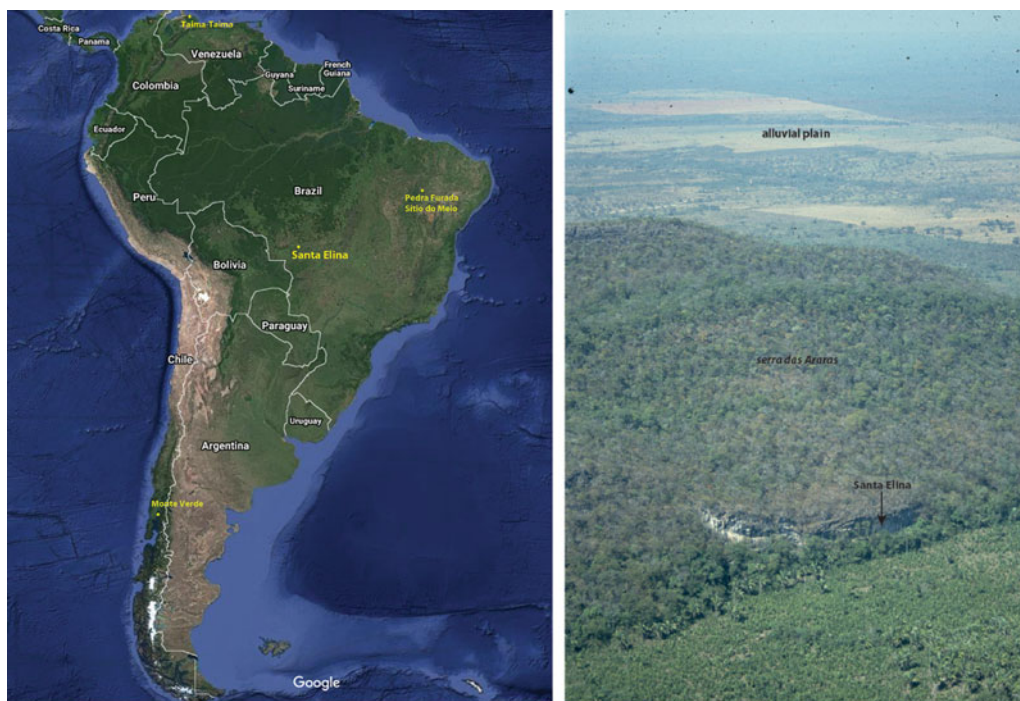 Taima-Taima
Costa Rica
Panama
Venezuela
Guyana
French
Guiana
Suriname
Colombia
Ecuador
Peru
Brazil
Pedra Furada
Sitio do Meio
Santa Elina
Bolivia
Paraguay
Chile
Uruguay
Argentina
Monte Verde
Google
alluvial plain
serra das Araras
Santa Elina